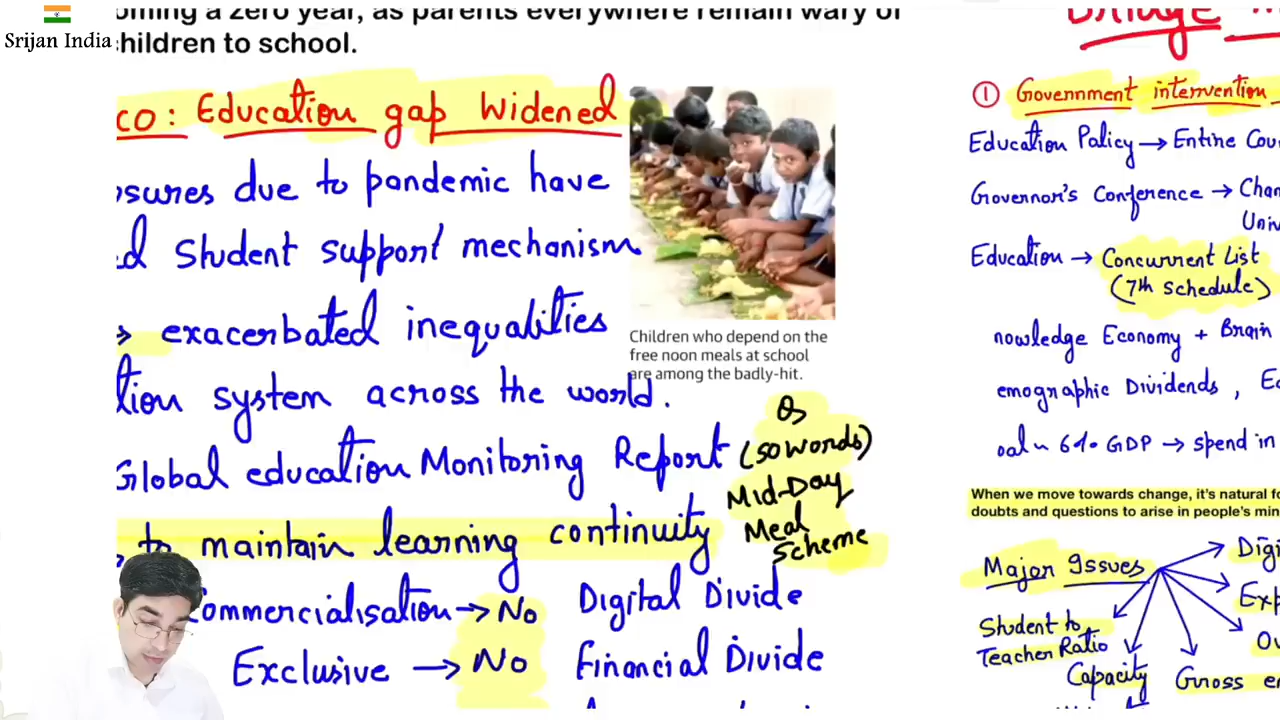 oming a zero year, as parents everywhere remain wary of
Srijan India
hildren to school.
CO: Education gap Widened
osures due to pandemic have
ed Student support mechanism
exacerbated inequalities
tion system across the world.
Global education Monitoring Report
to maintain learning continuity
Commercialisation → No
Digital Divide
Exclusive → No
Financial Divide
Children who depend on the
free noon meals at school
are among the badly-hit.
(50 words)
Mid-Day
Meal
Scheme
① Government intervention
Education Policy → Entire Cou
Governor's Conference → Chan
Univ
Education → Concurrent List
(7th Schedule)
nowledge Economy + Brain
emographic Dividends,
oal ~ 6% GDP → spend in
When we move towards change, it's natural fo
doubts and questions to arise in people's min
Major Issues
Digi
Exp
Student to
Teacher Ratio
Capacity
Gross en